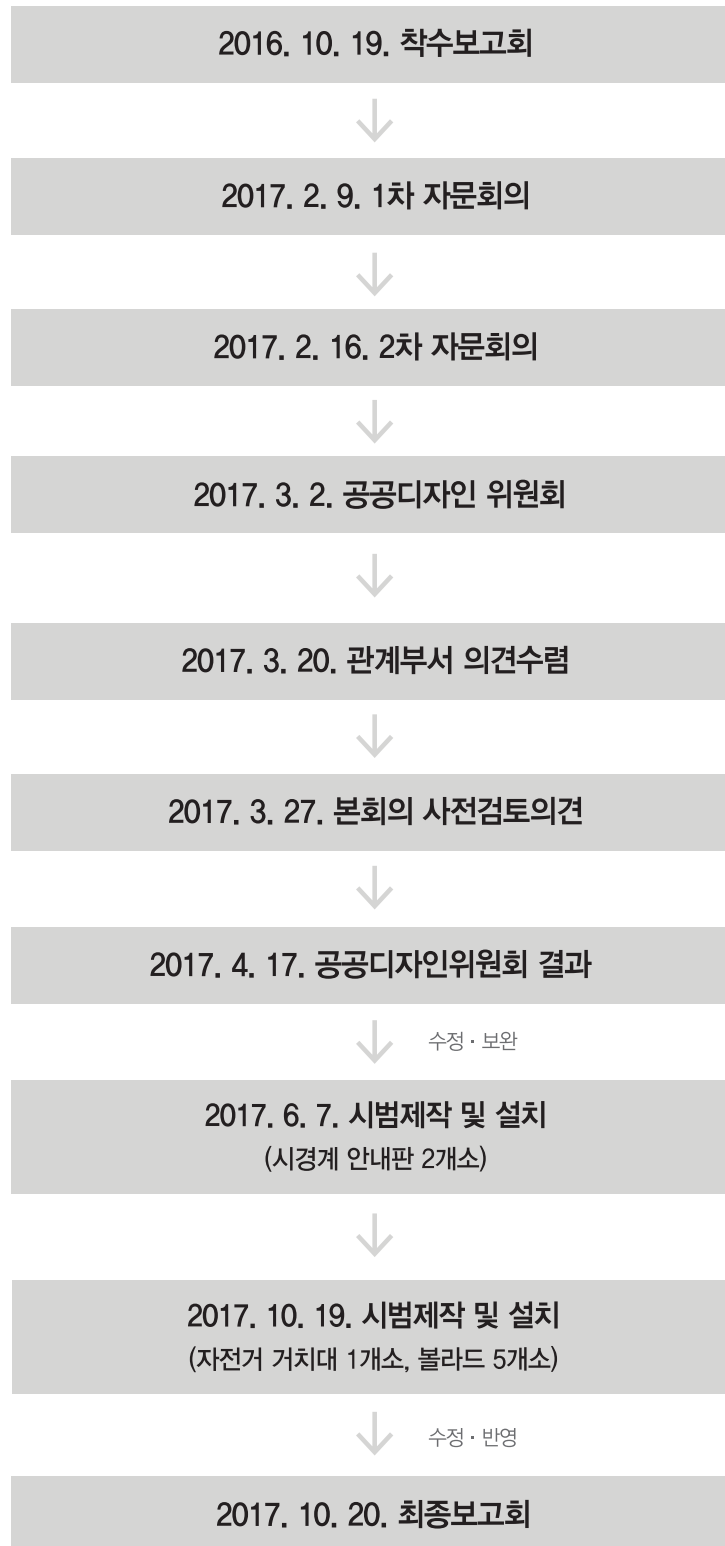 2016. 10. 19. 착수보고회
2017. 2. 9. 1차 자문회의
2017. 2. 16. 2차 자문회의
2017. 3. 2. 공공디자인 위원회
2017. 3. 20. 관계부서 의견수렴
2017. 3. 27. 본회의 사전검토의견
2017. 4. 17. 공공디자인위원회 결과
수정 · 보완
2017. 6. 7. 시범제작 및 설치
(시경계 안내판 2개소)
2017. 10. 19. 시범제작 및 설치
(자전거 거치대 1개소, 볼라드 5개소)
수정 · 반영
2017. 10. 20. 최종보고회